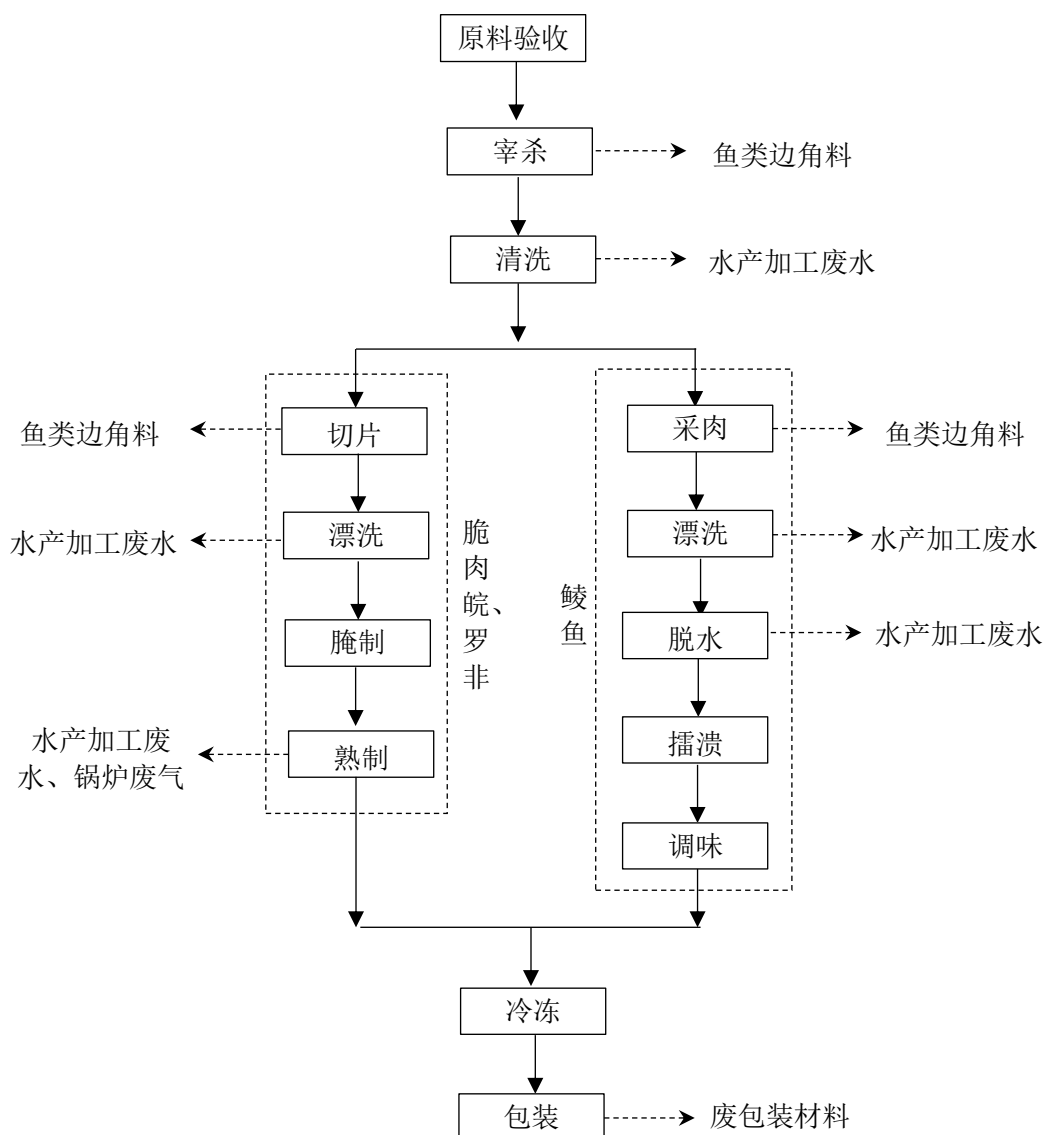 原料验收
宰杀
鱼类边角料
清洗
水产加工废水
鱼类边角料
切片
采肉
鱼类边角料
水产加工废水
漂洗
漂洗
水产加工废水
脆
肉
皖、
罗
非
鲮
鱼
腌制
脱水
水产加工废水
水产加工废
水、锅炉废气
熟制
擂溃
调味
冷冻
包装
废包装材料